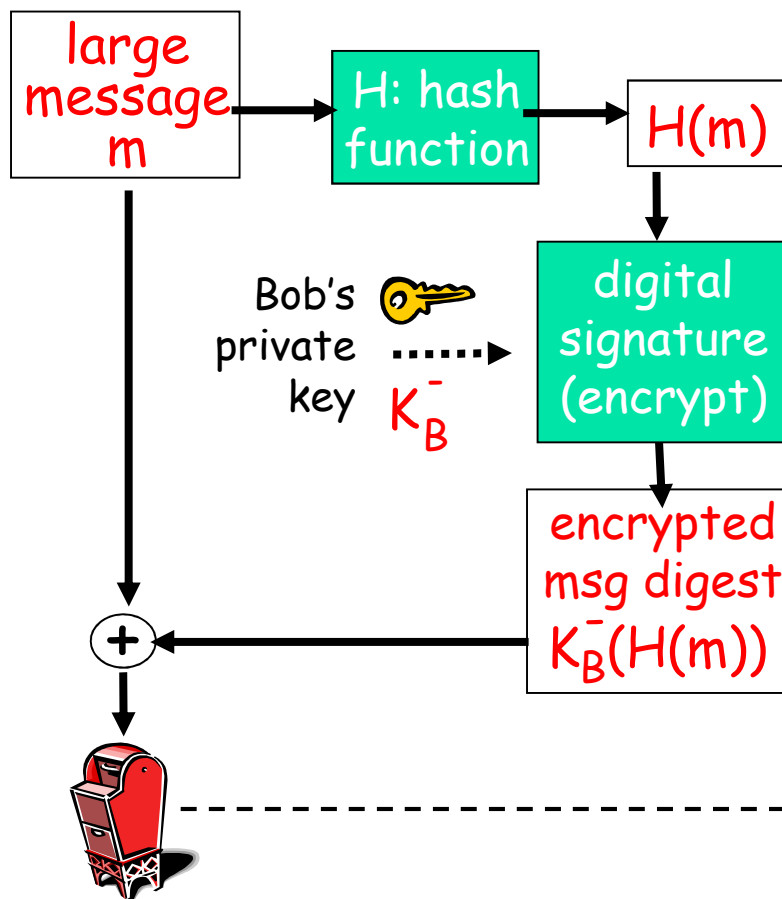 large
message
m
H: hash
function
H(m)
Bob's
private
key
K_B^-
digital
signature
(encrypt)
encrypted
msg digest
K_B^-(H(m))
+